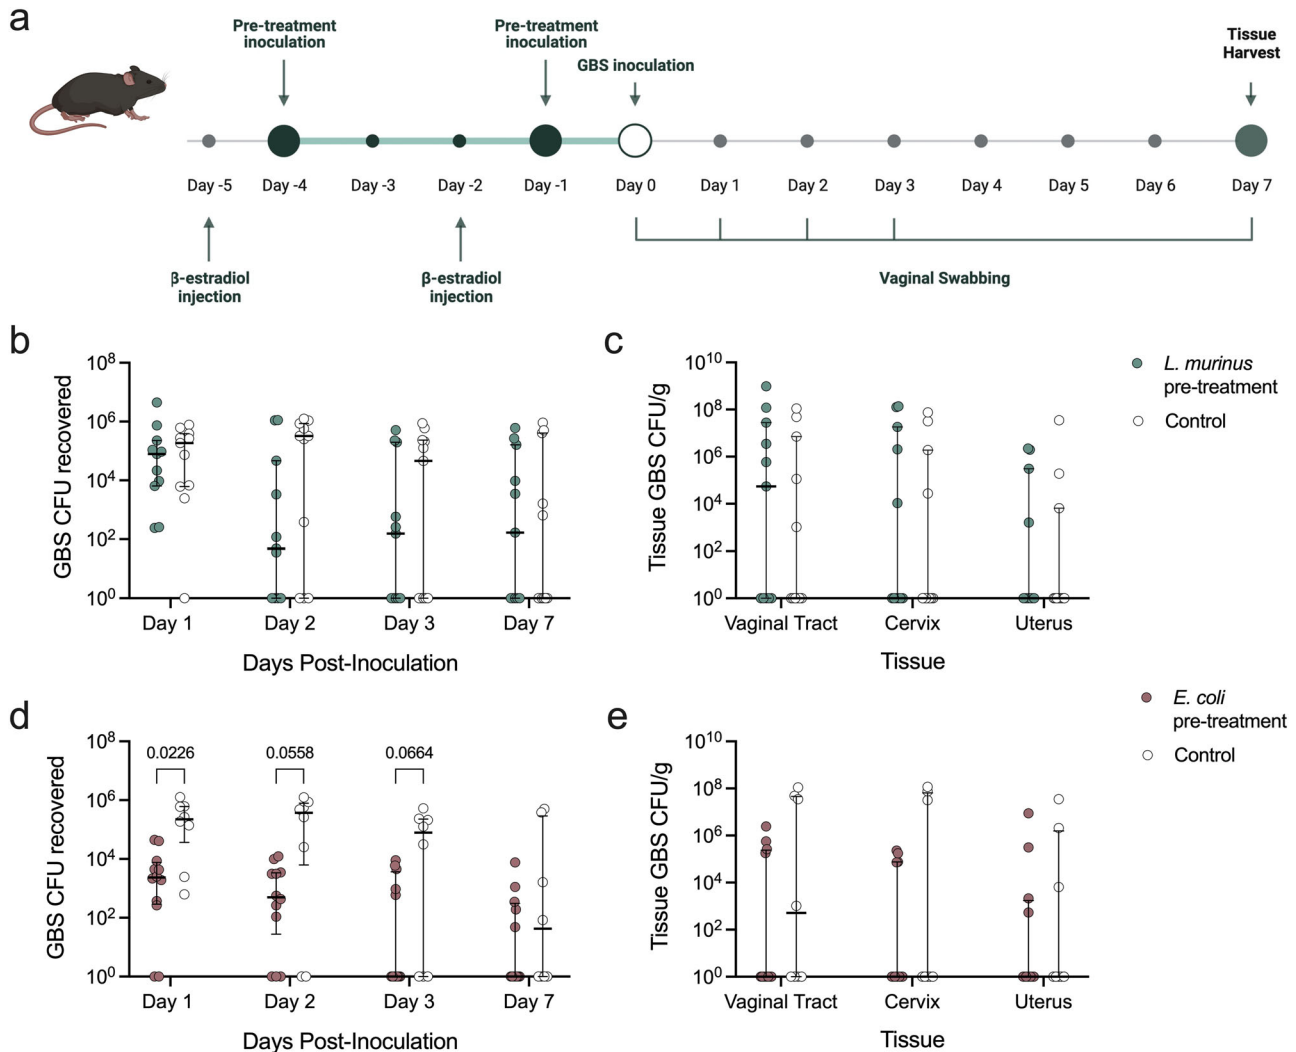 a
Pre-treatment
inoculation
Pre-treatment
inoculation
GBS inoculation
Tissue
Harvest
Day -5
Day -4
Day -3
Day -2
Day -1
Day 0
Day 1
Day 2
Day 3
Day 4
Day 5
Day 6
Day 7
β-estradiol
injection
β-estradiol
injection
Vaginal Swabbing
b
GBS CFU recovered
10⁸
10⁶
10⁴
10²
10⁰
Day 1
Day 2
Day 3
Day 7
Days Post-Inoculation
c
Tissue GBS CFU/g
10¹⁰
10⁸
10⁶
10⁴
10²
10⁰
Vaginal Tract
Cervix
Uterus
Tissue
L. murinus
pre-treatment
Control
d
GBS CFU recovered
10⁸
10⁶
10⁴
10²
10⁰
0.0226
0.0558
0.0664
Day 1
Day 2
Day 3
Day 7
Days Post-Inoculation
e
Tissue GBS CFU/g
10¹⁰
10⁸
10⁶
10⁴
10²
10⁰
Vaginal Tract
Cervix
Uterus
Tissue
E. coli
pre-treatment
Control